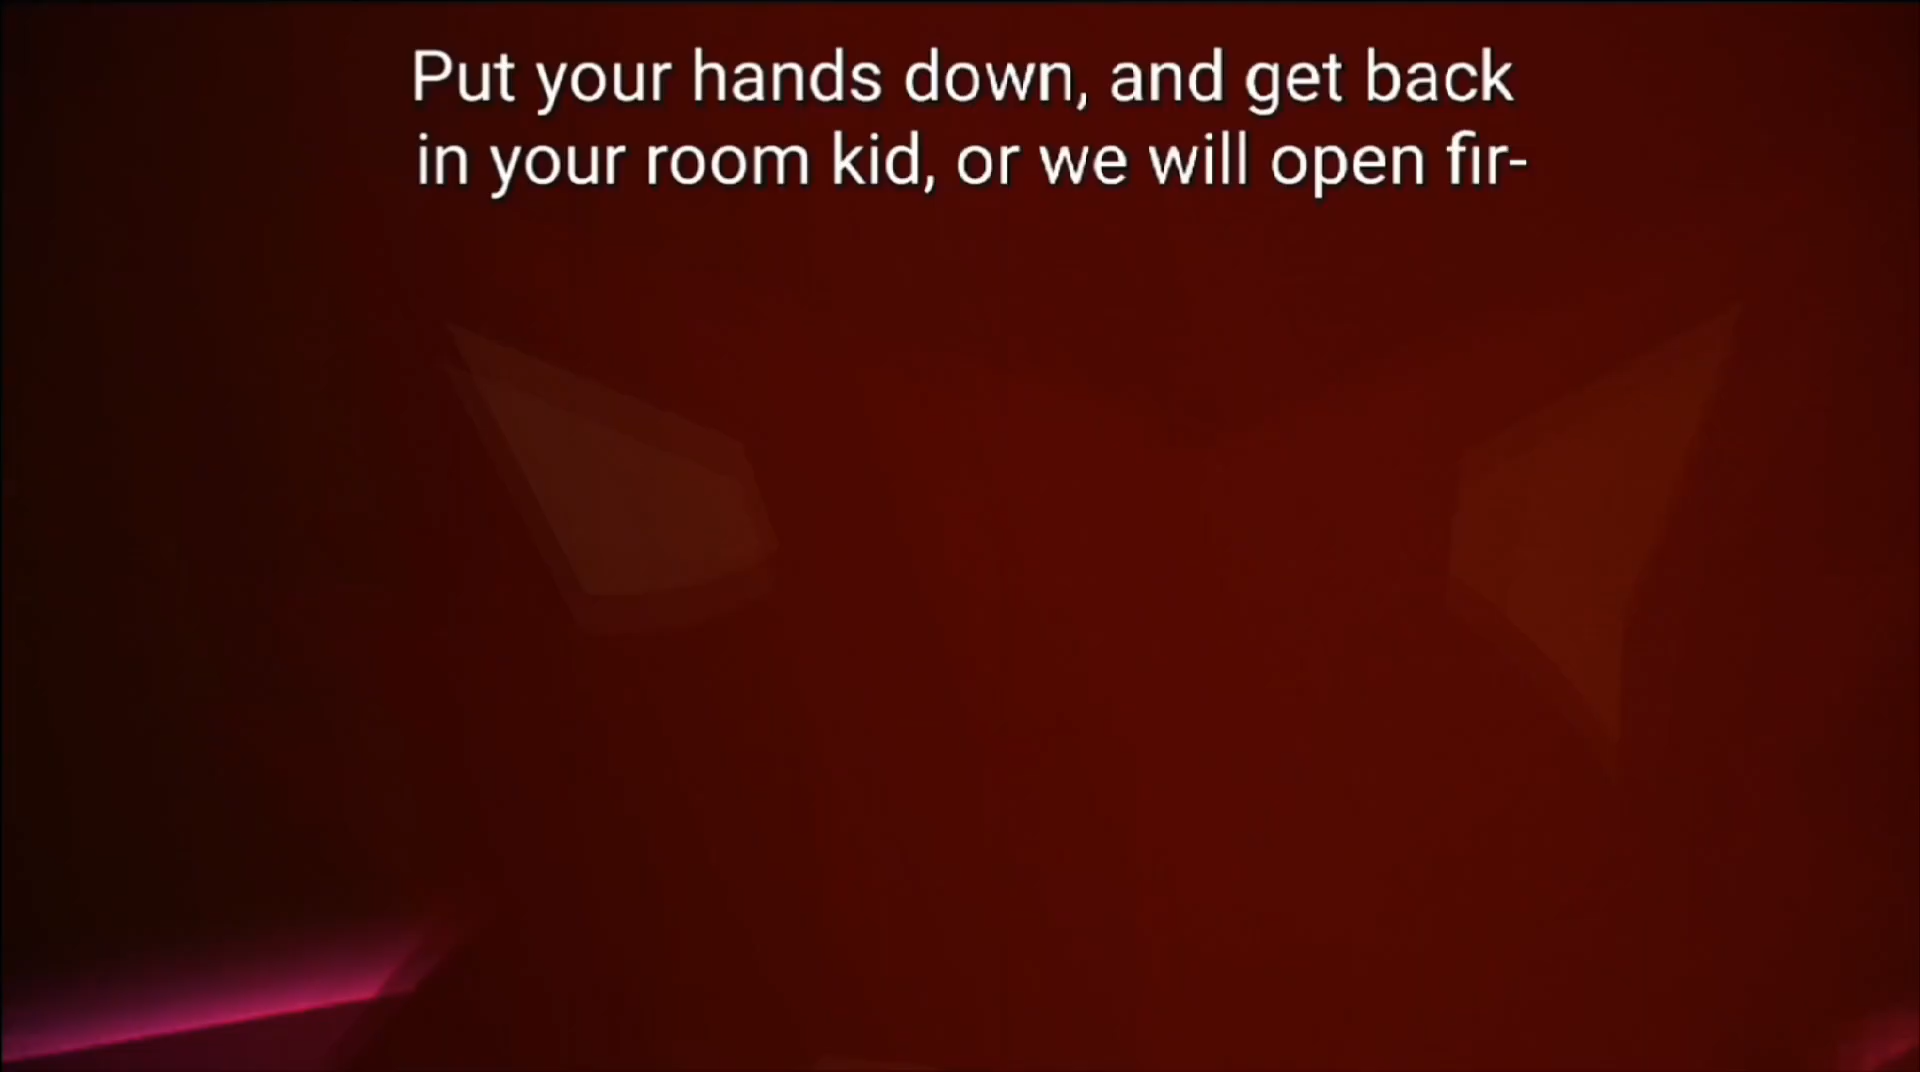 Put your hands down, and get back
in your room kid, or we will open fir-